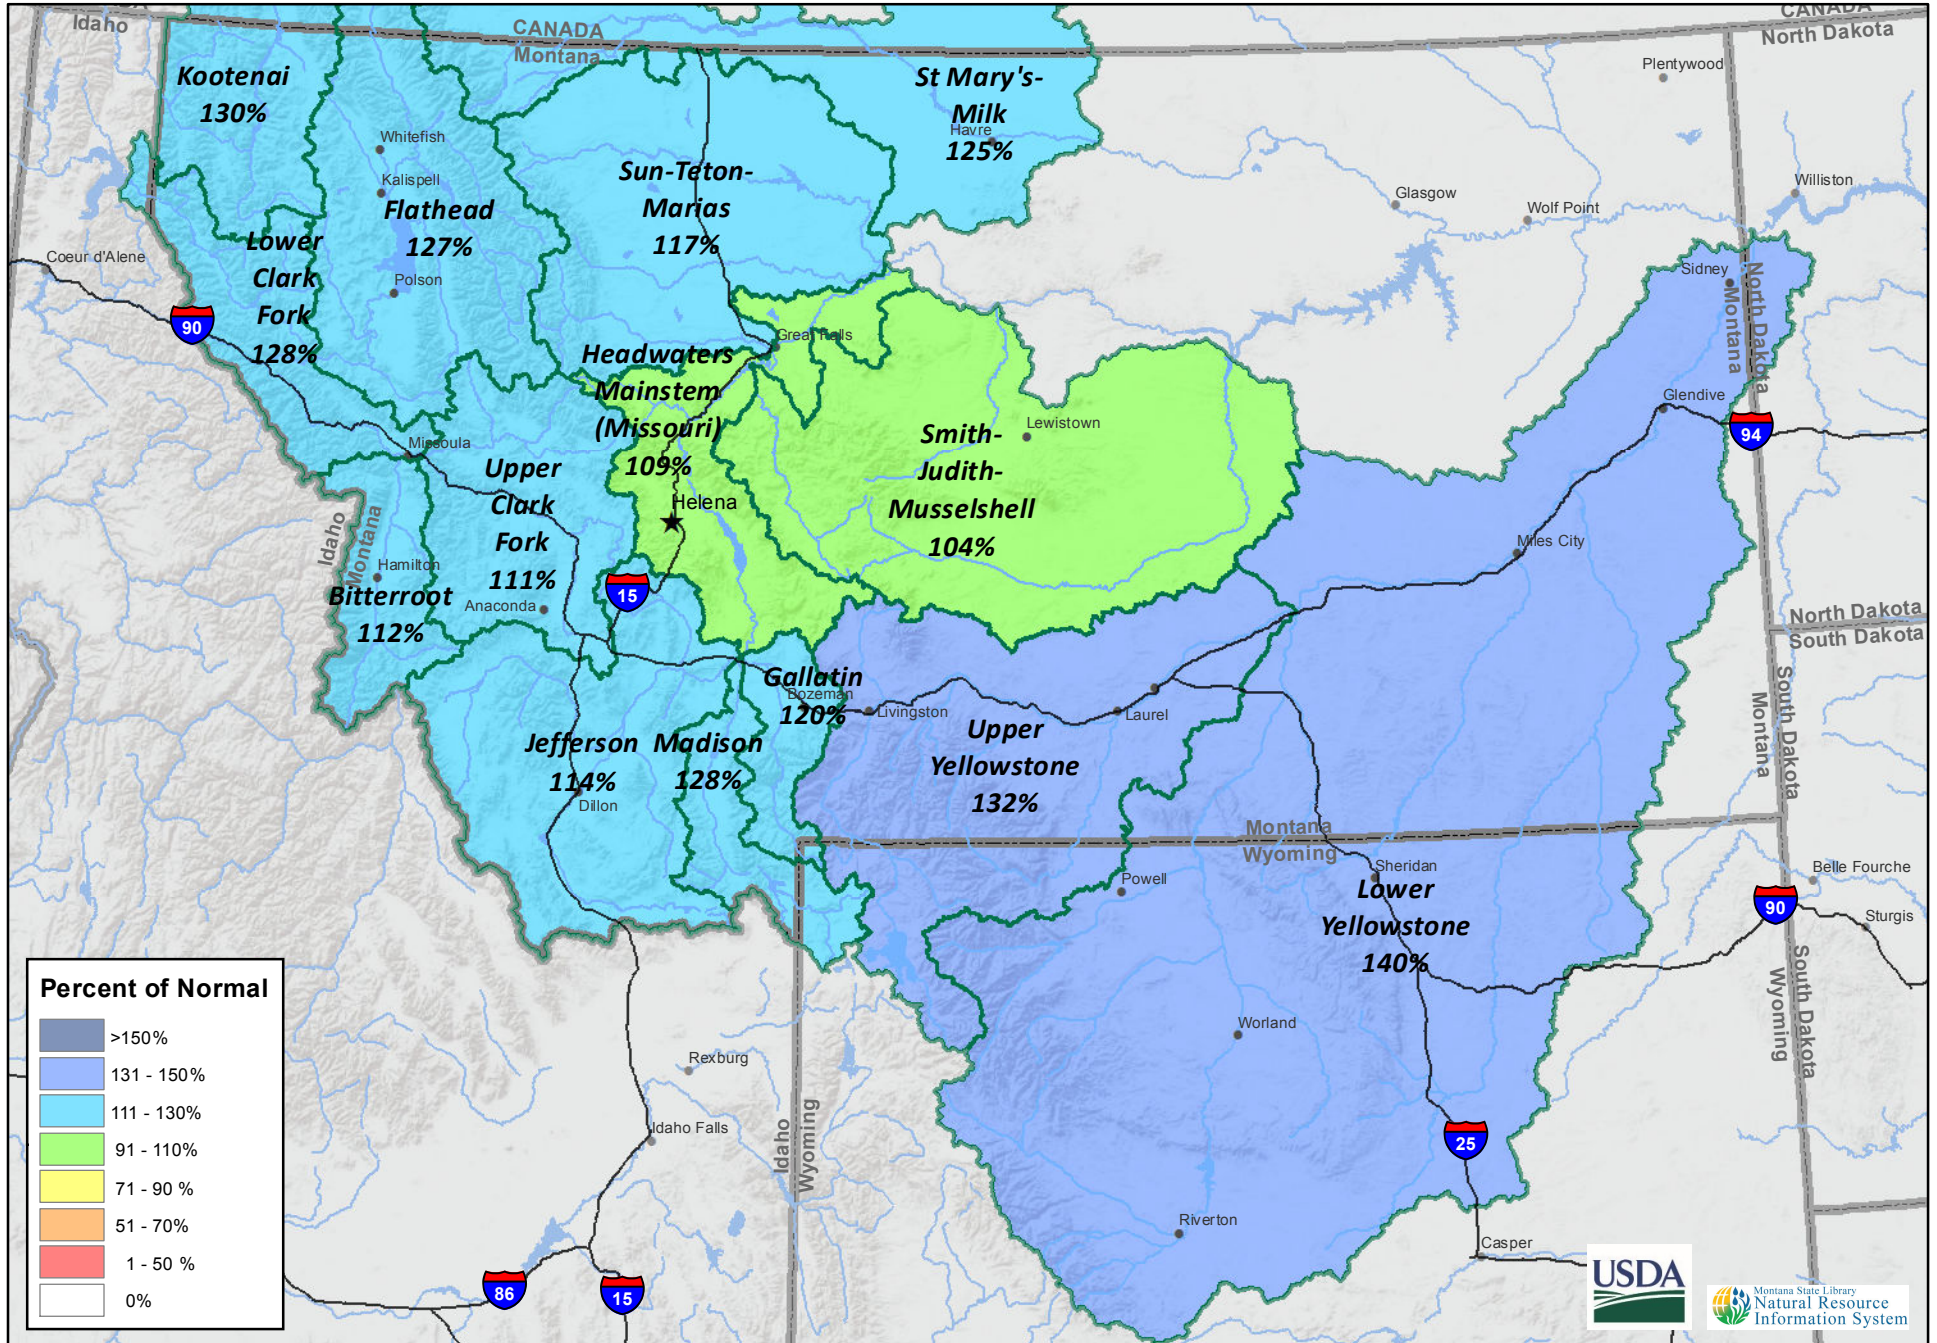 CANADA
Idaho
CANADA
Montana
CANADA
North Dakota
Kootenai
130%
St Mary's-
Milk
Havre
125%
Plentywood
Whitefish
Kalispell
Flathead
127%
Polson
Sun-Teton-
Marias
117%
Glasgow
Wolf Point
Williston
Coeur d'Alene
90
Lower
Clark
Fork
128%
Sidney
North Dakota
Montana
Great Falls
Headwaters
Mainstem
(Missouri)
109%
Helena
Glendive
94
Lewistown
Smith-
Judith-
Musselshell
104%
Missoula
Upper
Clark
Fork
111%
Idaho
Montana
Hamilton
Bitterroot
112%
Anaconda
15
Miles City
North Dakota
South Dakota
Gallatin
Bozeman
120%
Livingston
Laurel
South Dakota
Montana
Jefferson
114%
Dillon
Madison
128%
Upper
Yellowstone
132%
Montana
Wyoming
Powell
Sheridan
Lower
Yellowstone
140%
Belle Fourche
90
Sturgis
South Dakota
Wyoming
Worland
Rexburg
Idaho Falls
Idaho
Wyoming
25
Riverton
Casper
86
15
Percent of Normal
>150%
131 - 150%
111 - 130%
91 - 110%
71 - 90 %
51 - 70%
1 - 50 %
0%
USDA
Montana State Library
Natural Resource
Information System